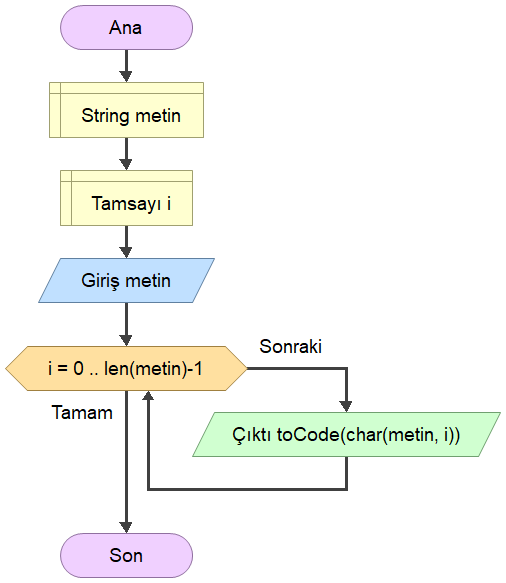 Ana
String metin
Tamsayı i
Giriş metin
i = 0 .. len(metin)-1
Sonraki
Tamam
Çıktı toCode(char(metin, i))
Son